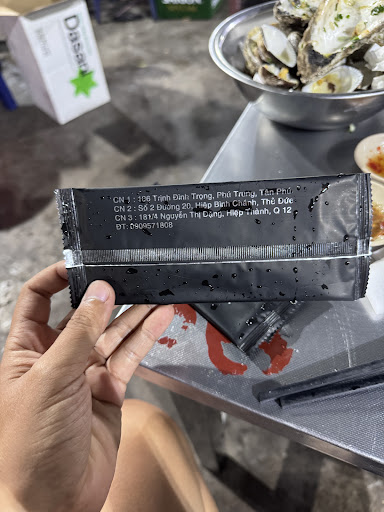 Dasani
CN 1 : 106 Trịnh Đình Trọng, Phú Trung, Tân Phú
CN 2 : Số 2 Đường 20, Hiệp Bình Chánh, Thủ Đức
CN 3 : 181/4 Nguyễn Thị Đặng, Hiệp Thành, Q 12
ĐT: 0909571808